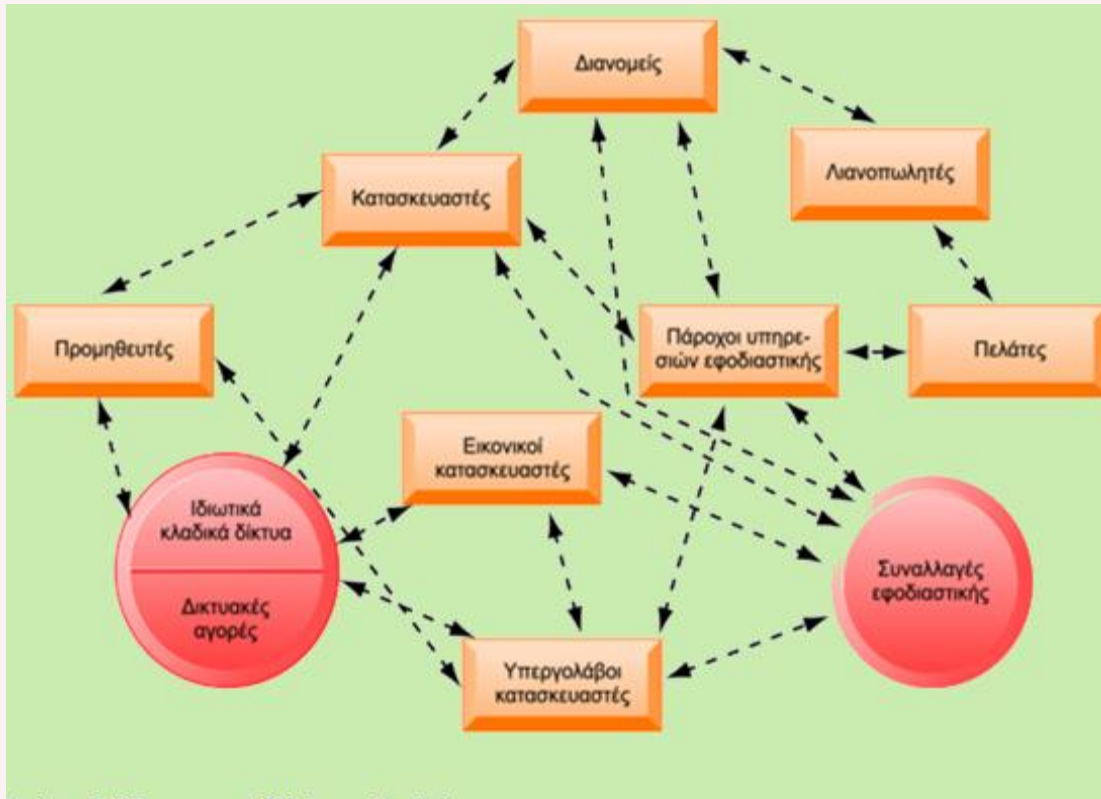 Διανομείς
Λιανοπωλητές
Κατασκευαστές
Προμηθευτές
Πάροχοι υπηρε-
σιών εφοδιαστικής
Πελάτες
Εικονικοί
κατασκευαστές
Ιδιωτικά
κλαδικά δίκτυα
Δικτυακές
αγορές
Συναλλαγές
εφοδιαστικής
Υπεργολάβοι
κατασκευαστές